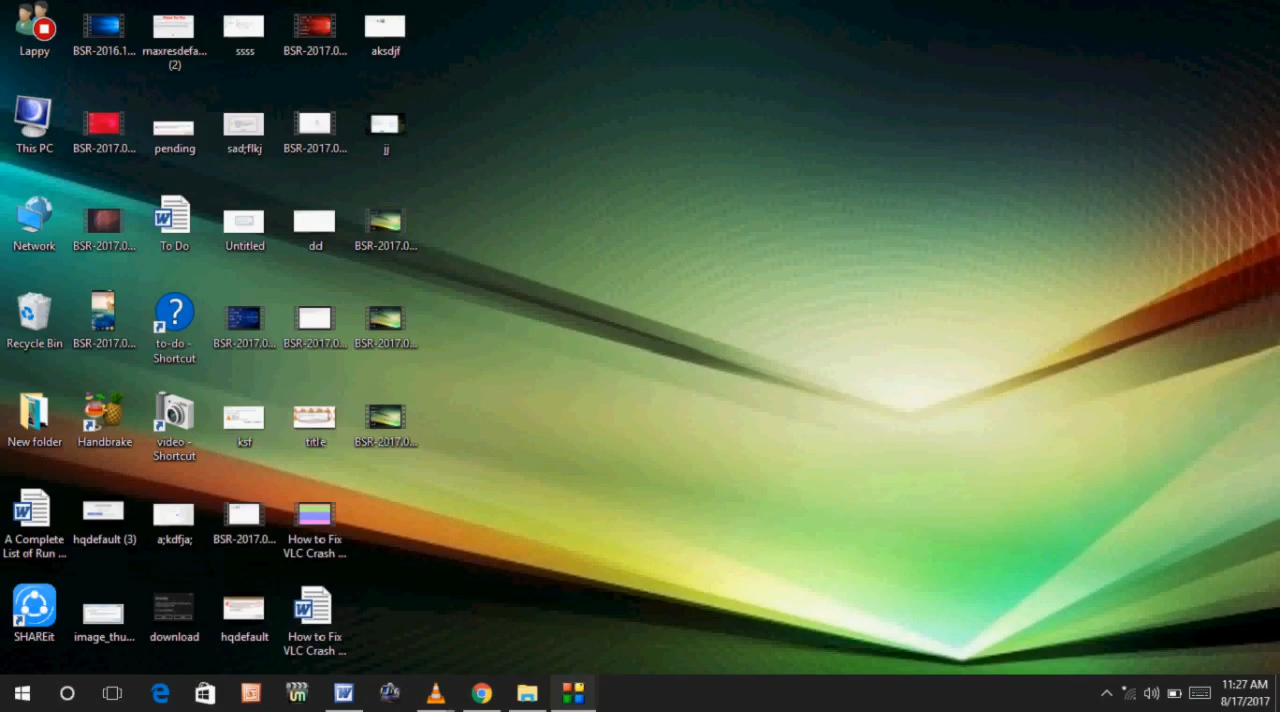 Lappy
BSR-2016.1...
maxresdefa...
(2)
ssss
BSR-2017.0...
aksdjf
This PC
BSR-2017.0...
pending
sad;flkj
BSR-2017.0...
jj
Network
BSR-2017.0...
To Do
Untitled
dd
BSR-2017.0...
Recycle Bin
BSR-2017.0...
to-do -
Shortcut
BSR-2017.0...
BSR-2017.0...
BSR-2017.0...
New folder
Handbrake
video -
Shortcut
ksf
title
BSR-2017.0...
A Complete
List of Run ...
hqdefault (3)
a;kdfja;
BSR-2017.0...
How to Fix
VLC Crash ...
SHAREit
image_thu...
download
hqdefault
How to Fix
VLC Crash ...
11:27 AM
8/17/2017